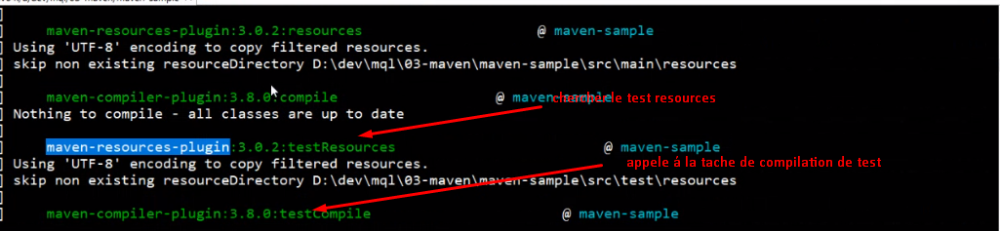 ] maven-resources-plugin:3.0.2:resources @ maven-sample
] Using 'UTF-8' encoding to copy filtered resources.
] skip non existing resourceDirectory D:\dev\mql\03-maven\maven-sample\src\main\resources
]
] maven-compiler-plugin:3.8.0:compile @ maven-sample
charher le test resources
] Nothing to compile - all classes are up to date
]
] maven-resources-plugin:3.0.2:testResources @ maven-sample
] Using 'UTF-8' encoding to copy filtered resources.
appele á la tache de compilation de test
] skip non existing resourceDirectory D:\dev\mql\03-maven\maven-sample\src\test\resources
]
] maven-compiler-plugin:3.8.0:testCompile @ maven-sample